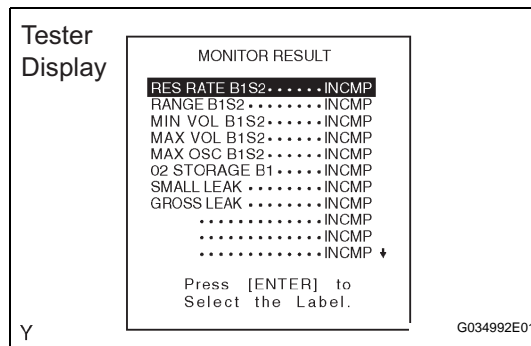 Tester
Display
MONITOR RESULT
RES RATE B1S2······INCMP
RANGE B1S2········INCMP
MIN VOL B1S2······INCMP
MAX VOL B1S2······INCMP
MAX OSC B1S2······INCMP
02 STORAGE B1·····INCMP
SMALL LEAK········INCMP
GROSS LEAK········INCMP
·············INCMP
·············INCMP
·············INCMP
Press [ENTER] to
Select the Label.
Y
G034992E01